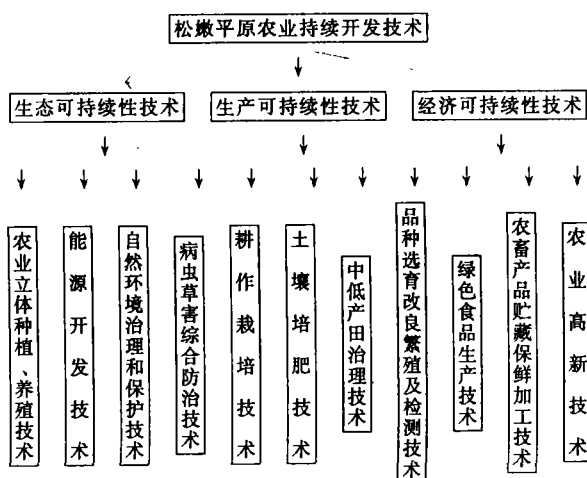 松嫩平原农业持续开发技术
生态可持续性技术
生产可持续性技术
经济可持续性技术
农业立体种植、养殖技术
能源开发技术
自然环境治理和保护技术
病虫草害综合防治技术
耕作栽培技术
土壤培肥技术
中低产田治理技术
品种选育改良繁殖及检测技术
绿色食品生产技术
农畜产品贮藏保鲜加工技术
农业高新技术